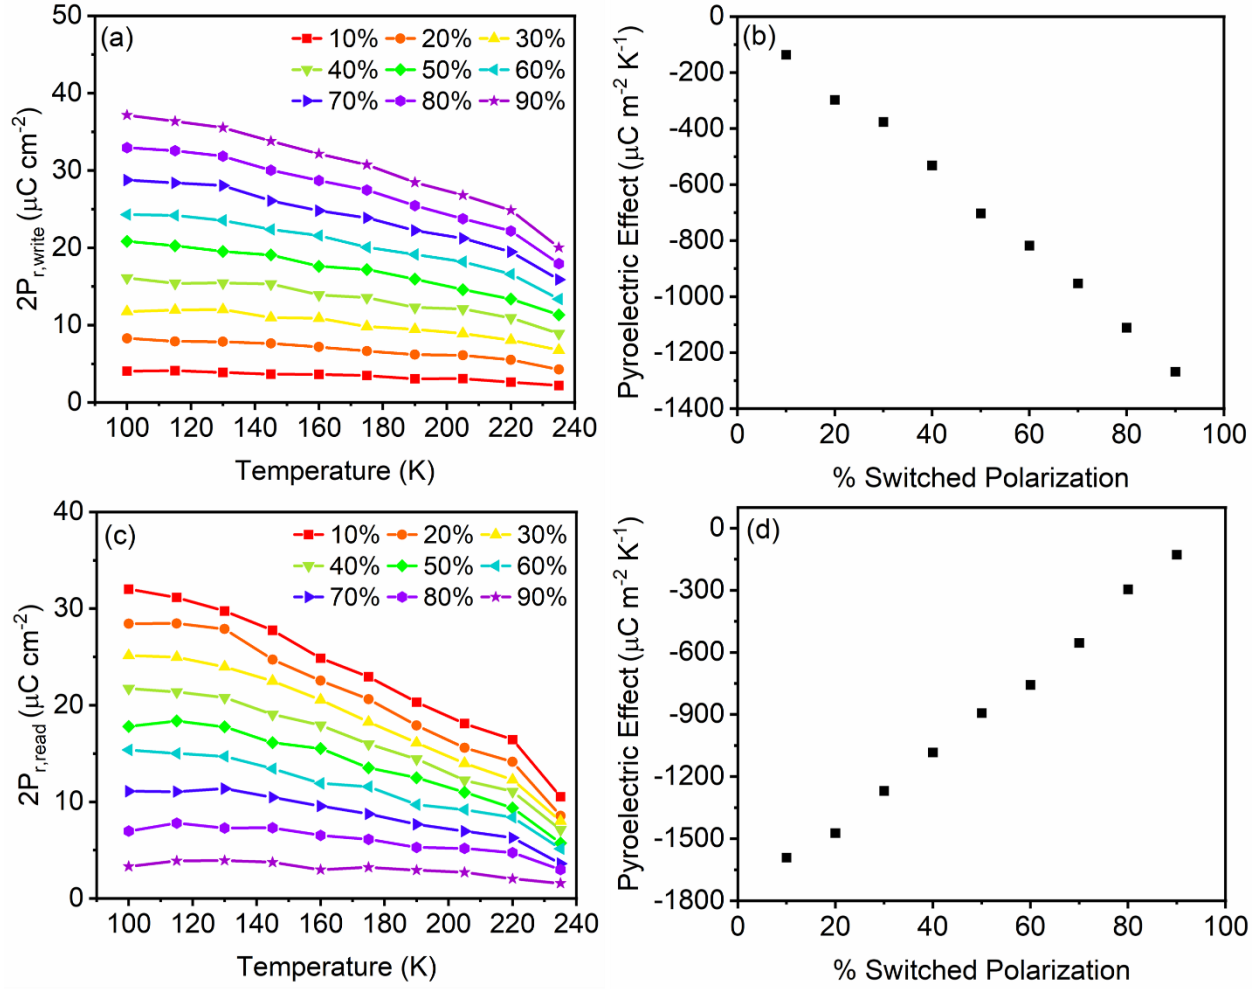 (a)
10% 20% 30%
40% 50% 60%
70% 80% 90%
50
40
30
20
10
0
2Pr,write (μC cm-2)
100 120 140 160 180 200 220 240
Temperature (K)
(b)
0
-200
-400
-600
-800
-1000
-1200
-1400
Pyroelectric Effect (μC m-2 K-1)
0 20 40 60 80 100
% Switched Polarization
(c)
10% 20% 30%
40% 50% 60%
70% 80% 90%
40
30
20
10
0
2Pr,read (μC cm-2)
100 120 140 160 180 200 220 240
Temperature (K)
(d)
0
-300
-600
-900
-1200
-1500
-1800
Pyroelectric Effect (μC m-2 K-1)
0 20 40 60 80 100
% Switched Polarization